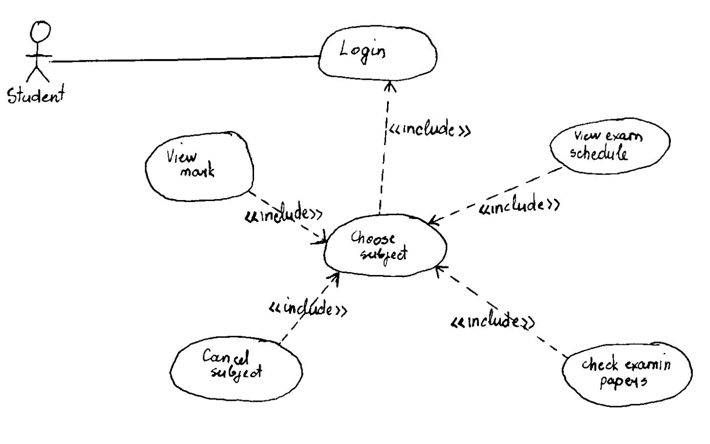 Login
Student
<<include>>
View exam
schedule
View
mark
<<include>>
<<include>>
Choose
subject
<<include>>
<<include>>
Cancel
subject
check examin
papers